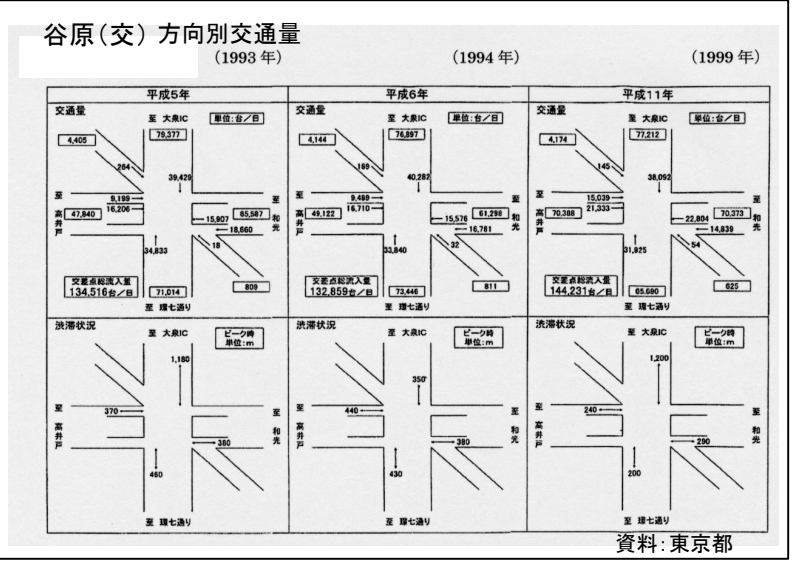 谷原(交) 方向別交通量
(1993 年) (1994 年) (1999 年)
平成5年 平成6年 平成11年
交通量
至 大泉IC
単位:台/日
79,377
4,405
264
39,429
至 高井戸
9,199
47,840
16,206
至 和光
65,587
15,907
18,660
18
34,833
809
交差点総流入量
134,516台/日
71,014
至 環七通り
交通量
至 大泉IC
単位:台/日
76,897
4,144
169
40,282
至 高井戸
9,489
49,122
16,710
至 和光
61,298
15,576
16,761
32
33,840
811
交差点総流入量
132,859台/日
73,446
至 環七通り
交通量
至 大泉IC
単位:台/日
77,212
4,174
145
38,092
至 高井戸
15,039
70,388
21,333
至 和光
70,373
22,804
14,839
54
31,925
625
交差点総流入量
144,231台/日
65,690
至 環七通り
渋滞状況
至 大泉IC
ピーク時
単位:m
1,180
至 高井戸
370
至 和光
380
460
至 環七通り
渋滞状況
至 大泉IC
ピーク時
単位:m
350
至 高井戸
440
至 和光
380
430
至 環七通り
渋滞状況
至 大泉IC
ピーク時
単位:m
1,200
至 高井戸
240
至 和光
290
200
至 環七通り
資料:東京都